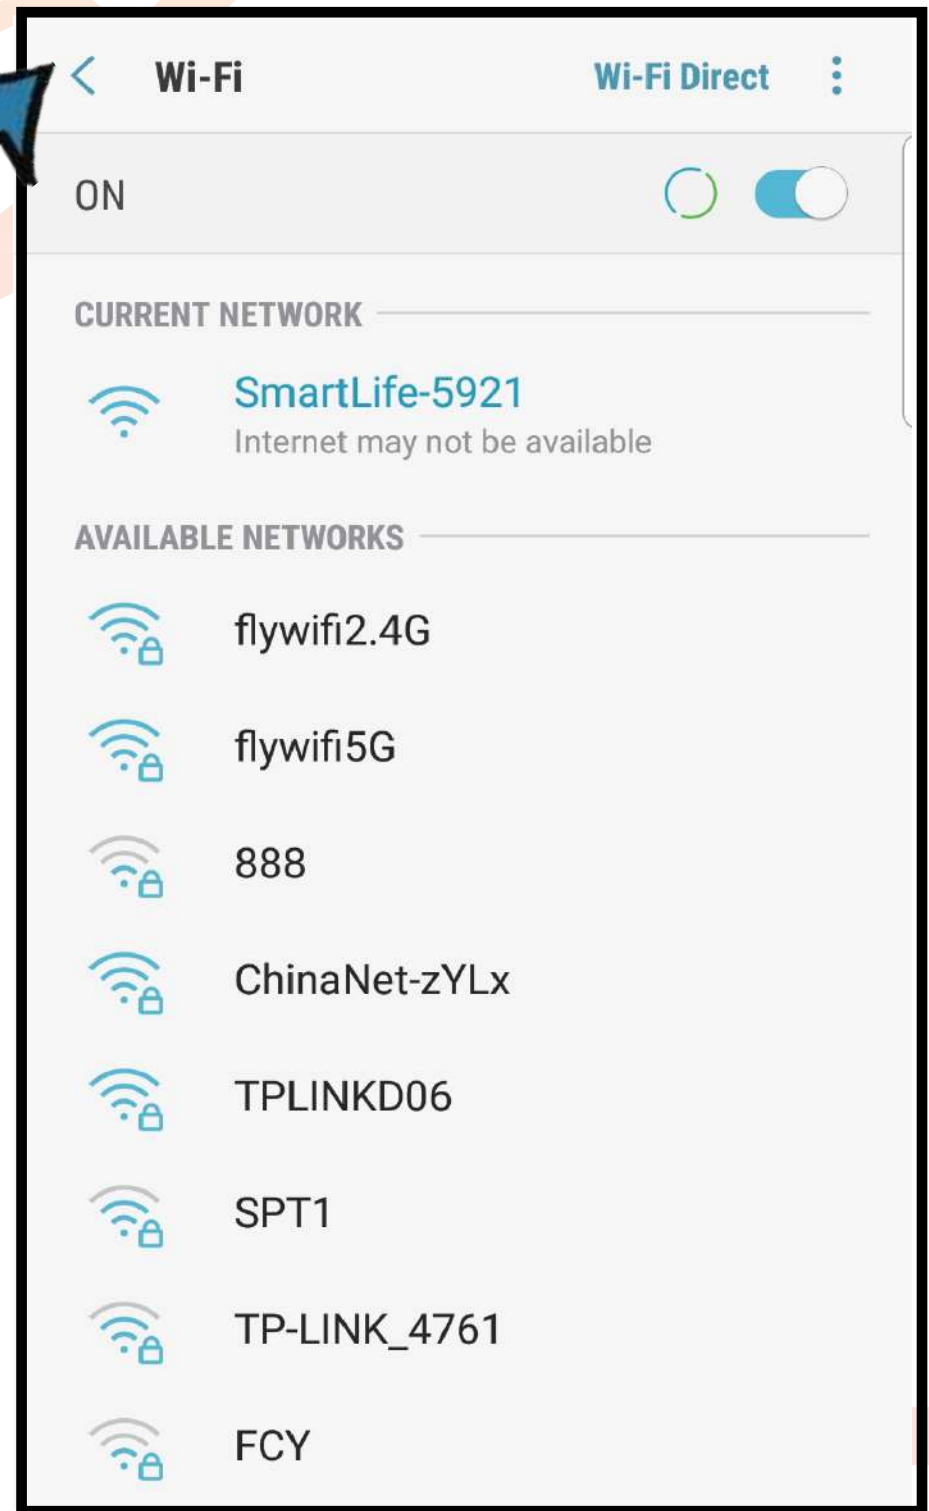 Wi-Fi Wi-Fi Direct
ON
CURRENT NETWORK
SmartLife-5921
Internet may not be available
AVAILABLE NETWORKS
flywifi2.4G
flywifi5G
888
ChinaNet-zYLx
TPLINKD06
SPT1
TP-LINK_4761
FCY